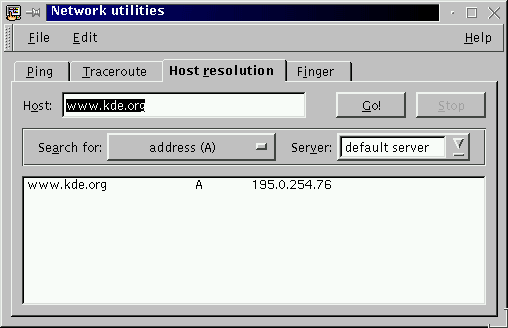 Network utilities
File Edit Help
Ping Traceroute Host resolution Finger
Host: www.kde.org Go! Stop
Search for: address (A) Server: default server
www.kde.org A 195.0.254.76